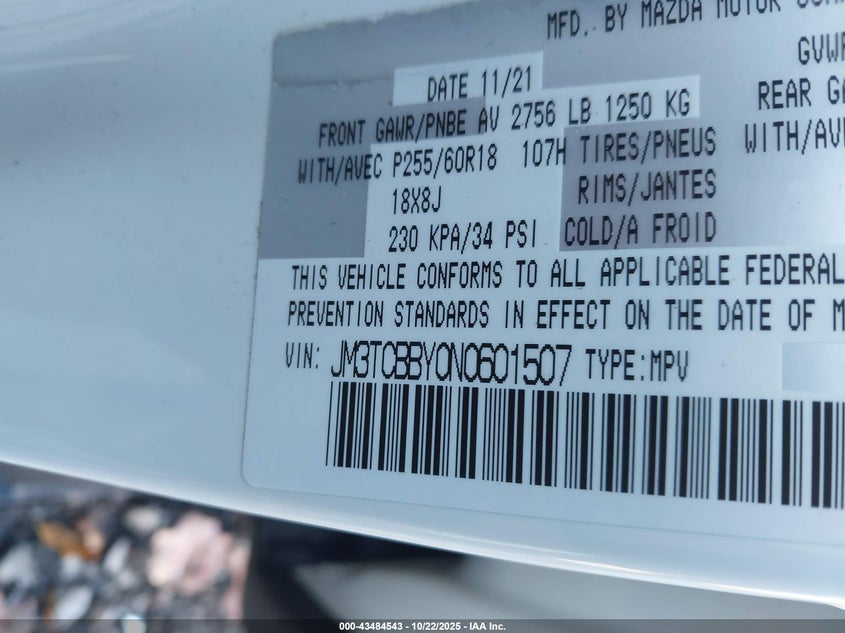 MFD. BY MAZDA MOTOR
DATE 11/21
FRONT GAWR/PNBE AV 2756 LB 1250 KG REAR
WITH/AVEC P255/60R18 107H TIRES/PNEUS
18X8J RIMS/JANTES
230 KPA/34 PSI COLD/A FROID
THIS VEHICLE CONFORMS TO ALL APPLICABLE FEDERAL
PREVENTION STANDARDS IN EFFECT ON THE DATE OF
VIN: JM3TCBBY0N0601507 TYPE:MPV
000-43484543 - 10/22/2025 - IAA Inc.